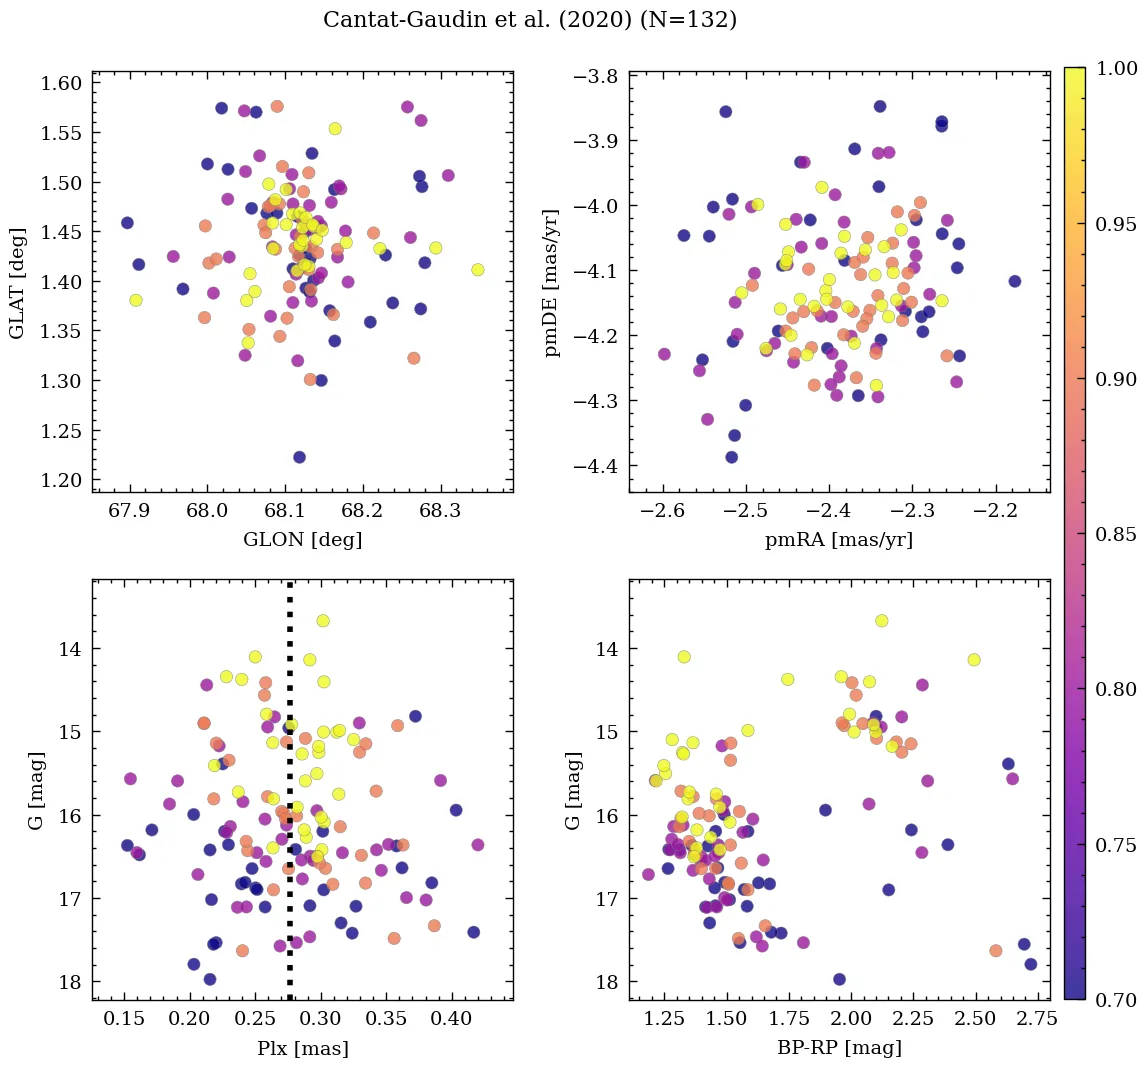 Cantat-Gaudin et al. (2020) (N=132)
1.60
1.55
1.50
1.45
1.40
1.35
1.30
1.25
1.20
GLAT [deg]
67.9 68.0 68.1 68.2 68.3
GLON [deg]
−3.8
−3.9
−4.0
−4.1
−4.2
−4.3
−4.4
pmDE [mas/yr]
−2.6 −2.5 −2.4 −2.3 −2.2
pmRA [mas/yr]
14
15
16
17
18
G [mag]
0.15 0.20 0.25 0.30 0.35 0.40
Plx [mas]
14
15
16
17
18
G [mag]
1.25 1.50 1.75 2.00 2.25 2.50 2.75
BP-RP [mag]
1.00
0.95
0.90
0.85
0.80
0.75
0.70